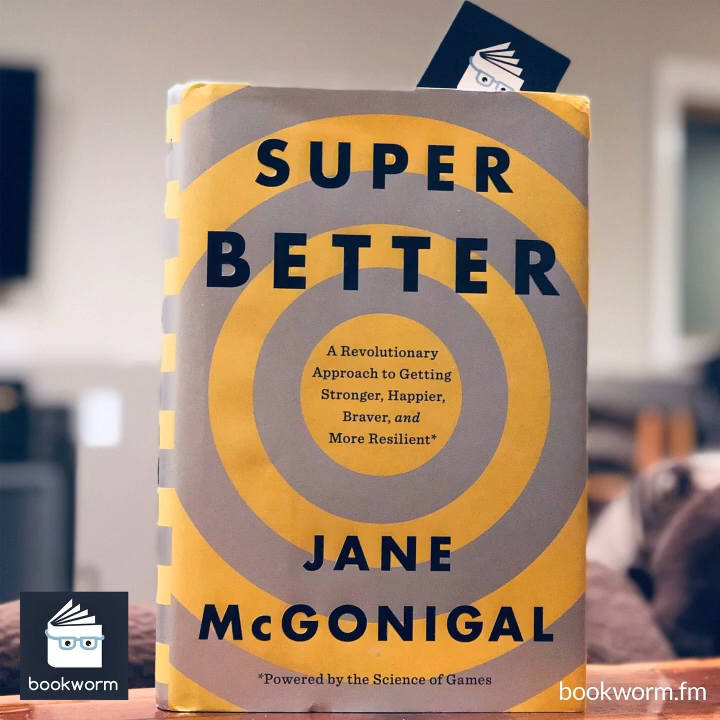 SUPER
BETTER
A Revolutionary
Approach to Getting
Stronger, Happier,
Braver, and
More Resilient*
JANE
McGONIGAL
*Powered by the Science of Games
bookworm
bookworm.fm